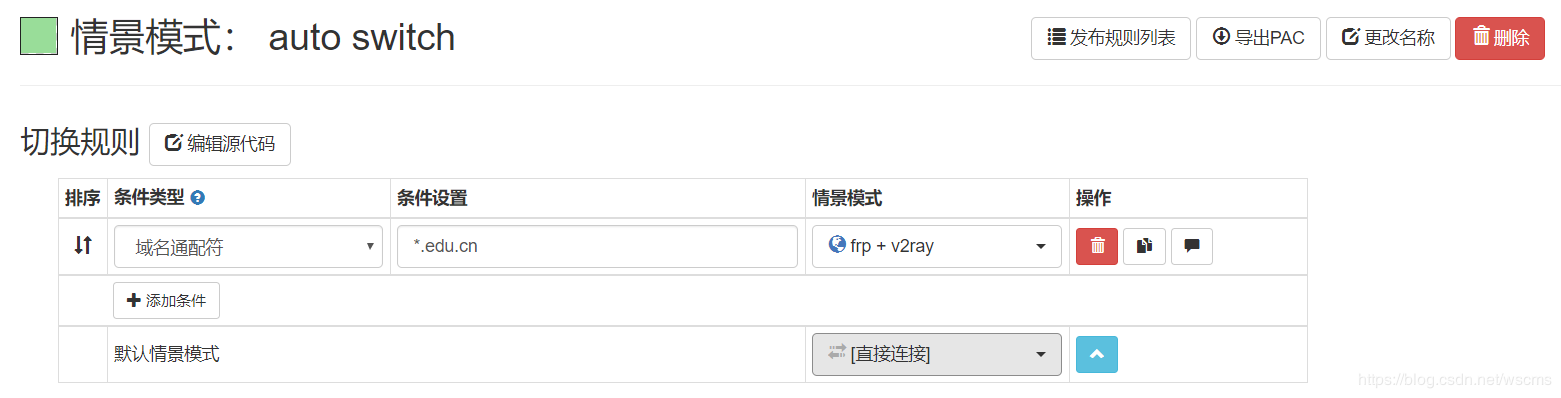 情景模式： auto switch
发布规则列表 导出PAC 更改名称 删除
切换规则 编辑源代码
排序 条件类型 条件设置 情景模式 操作
域名通配符 *.edu.cn frp + v2ray
添加条件
默认情景模式 [直接连接]
https://blog.csdn.net/wscms